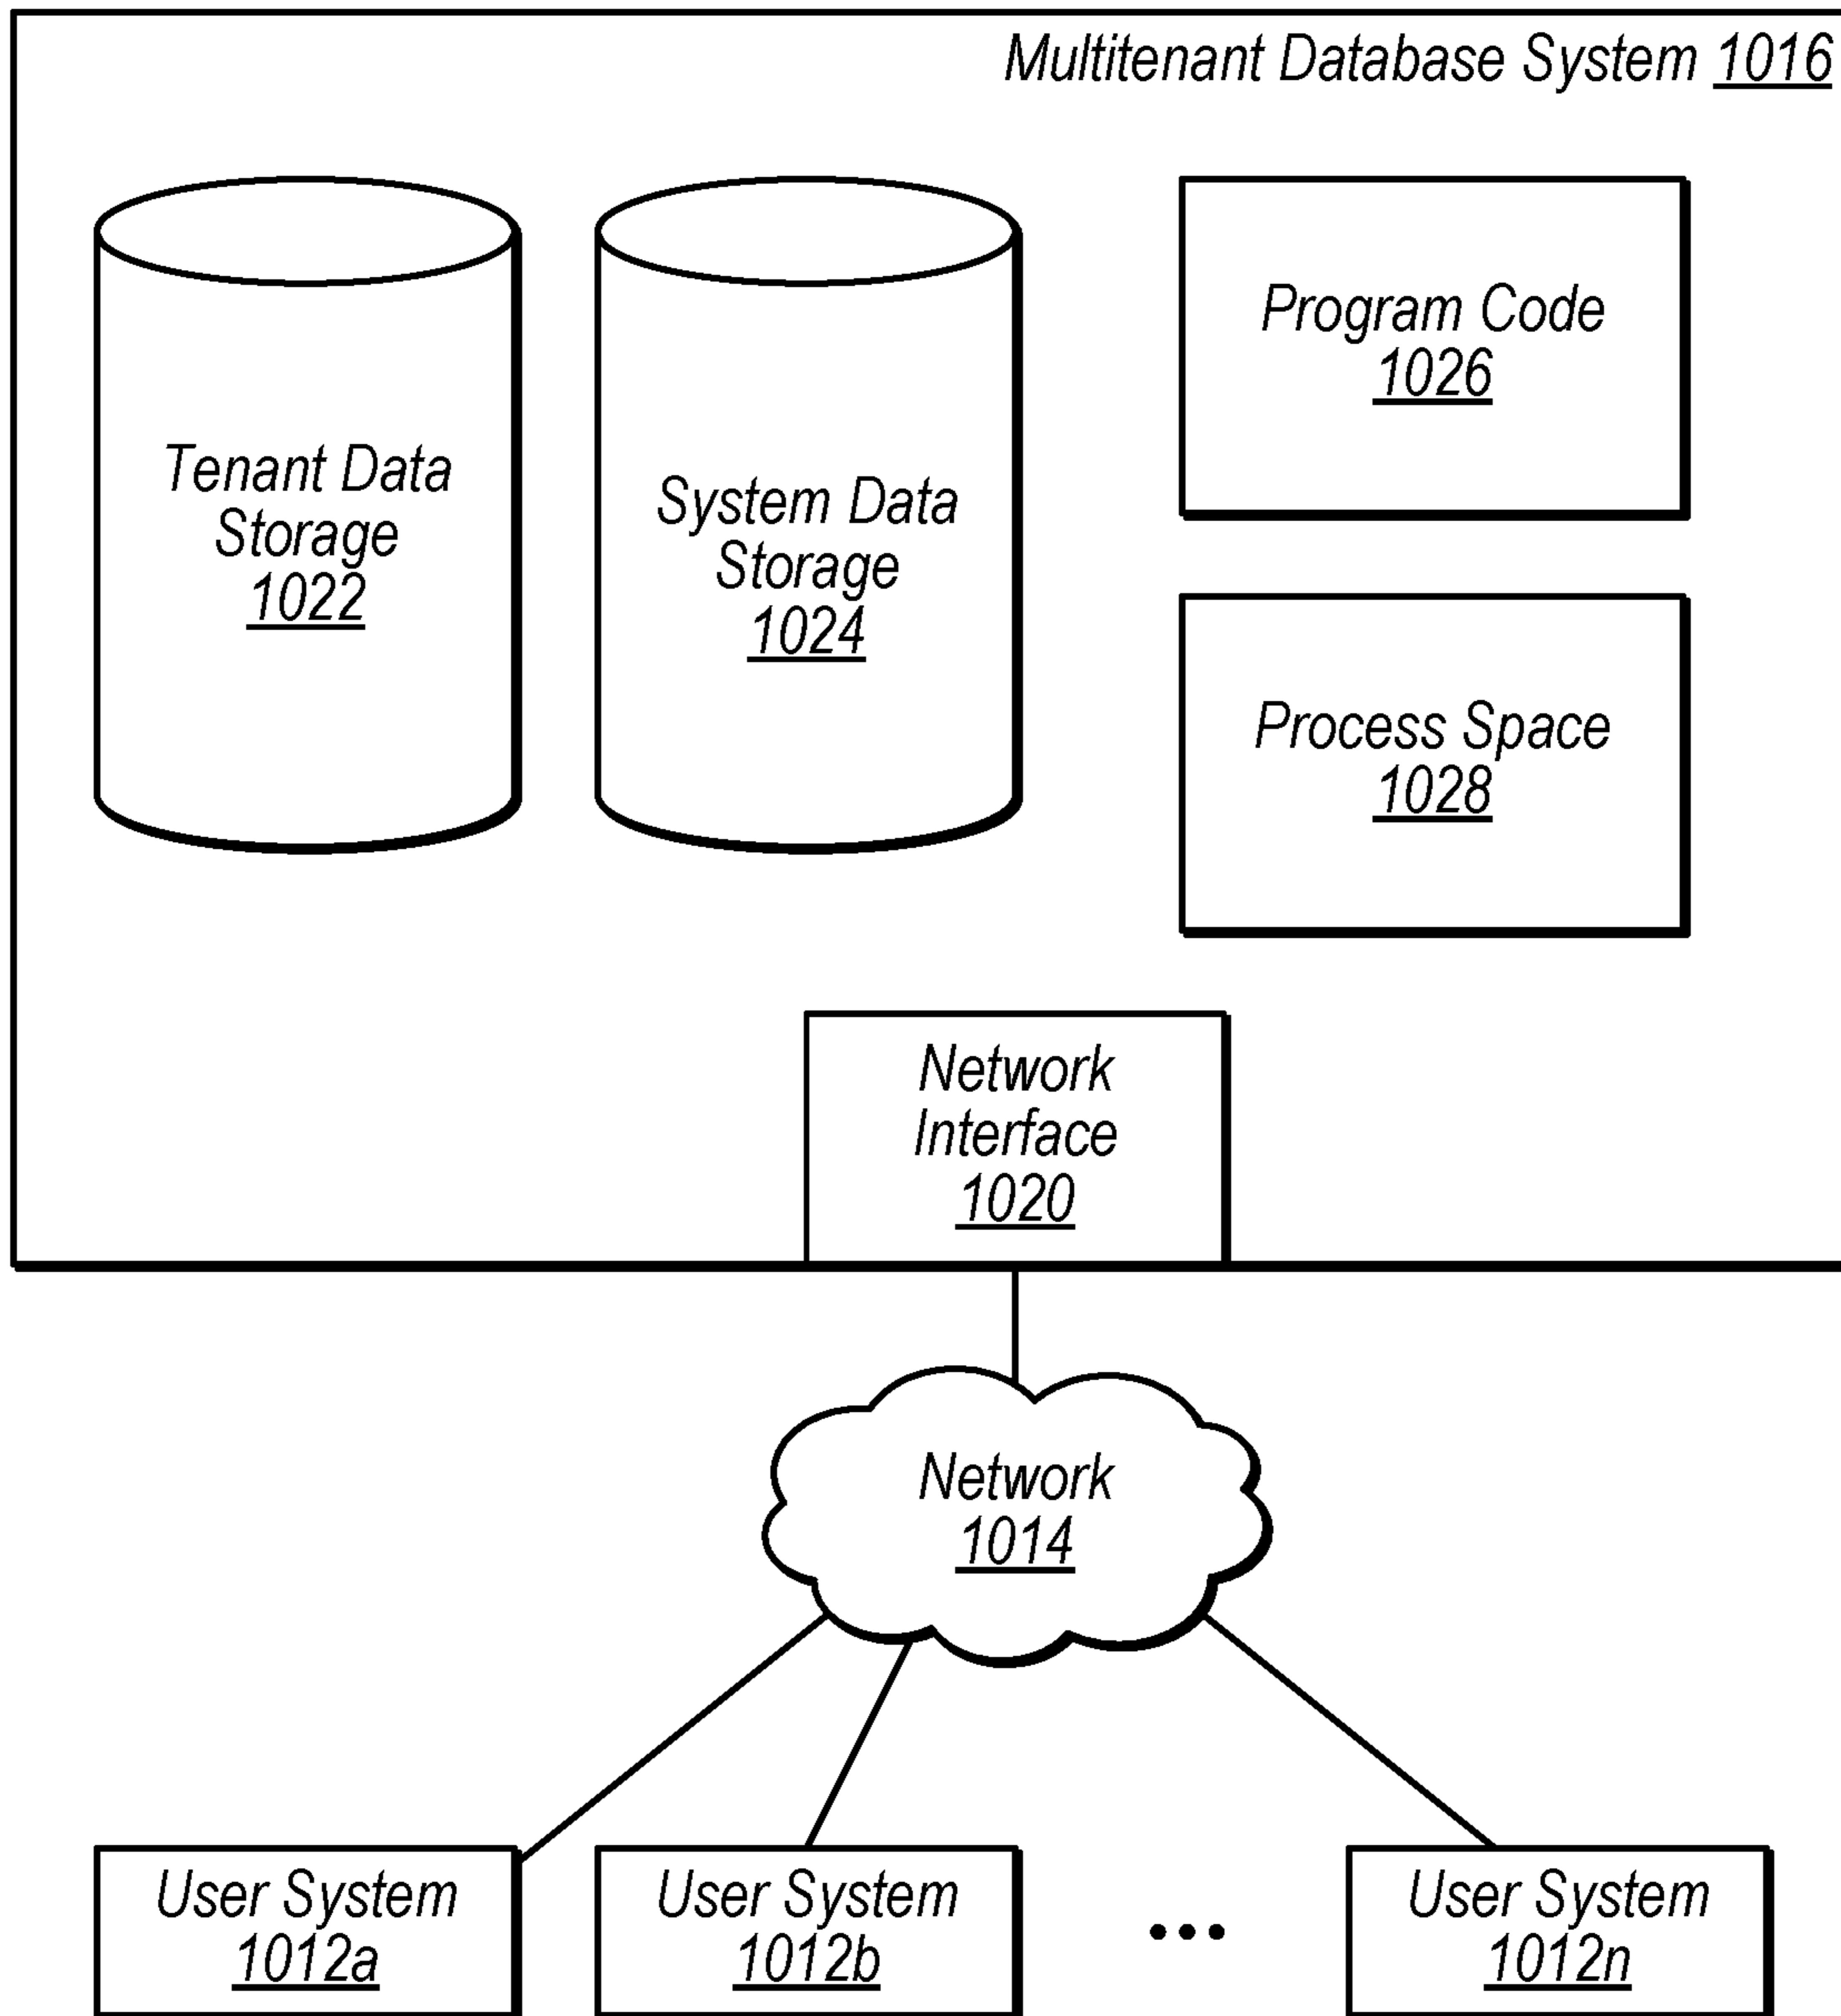 Multitenant Database System 1016
Tenant Data
Storage
1022
System Data
Storage
1024
Program Code
1026
Process Space
1028
Network
Interface
1020
Network
1014
User System
1012a
User System
1012b
...
User System
1012n